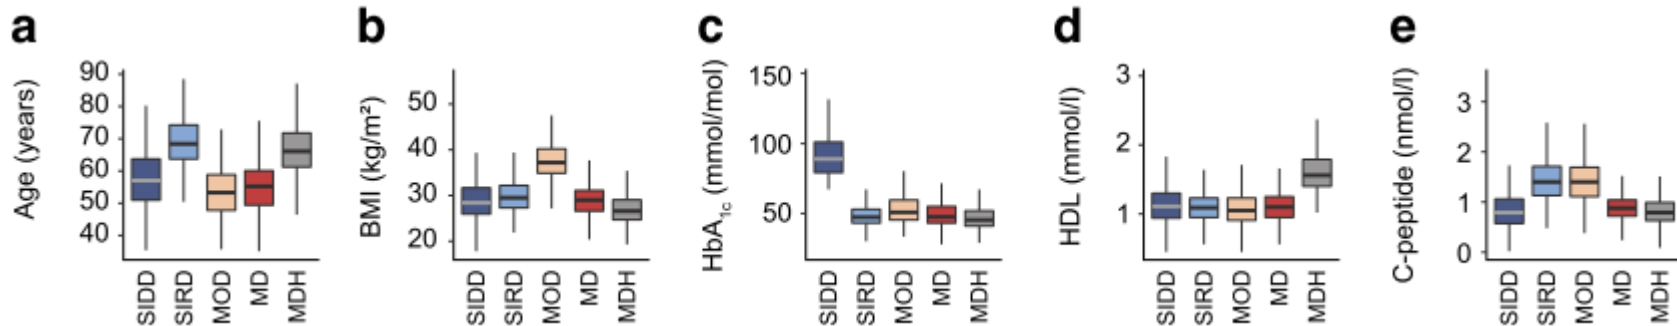 a
Age (years)
90
80
70
60
50
40
SIDD
SIRD
MOD
MD
MDH
b
BMI (kg/m²)
50
40
30
20
SIDD
SIRD
MOD
MD
MDH
c
HbA1c (mmol/mol)
150
100
50
SIDD
SIRD
MOD
MD
MDH
d
HDL (mmol/l)
3
2
1
SIDD
SIRD
MOD
MD
MDH
e
C-peptide (nmol/l)
3
2
1
0
SIDD
SIRD
MOD
MD
MDH